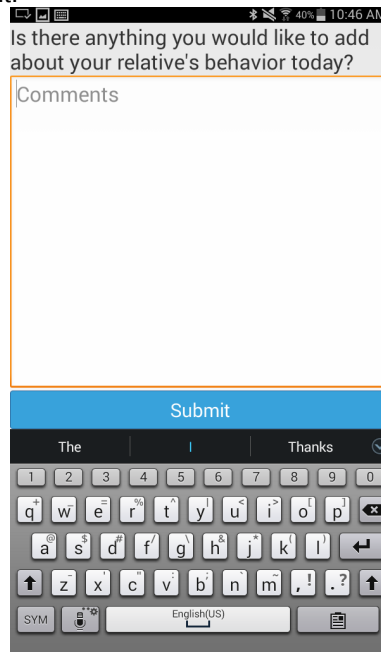 40% 10:46 AM
Is there anything you would like to add
about your relative's behavior today?
Comments
Submit
The I Thanks
1 2 3 4 5 6 7 8 9 0
q+ w- e= r% t^ y| u< i> o[ p]
a@ s$ d# f/ g\ h& j* k( l)
z x c v b n m , ! . ?
SYM English(US)